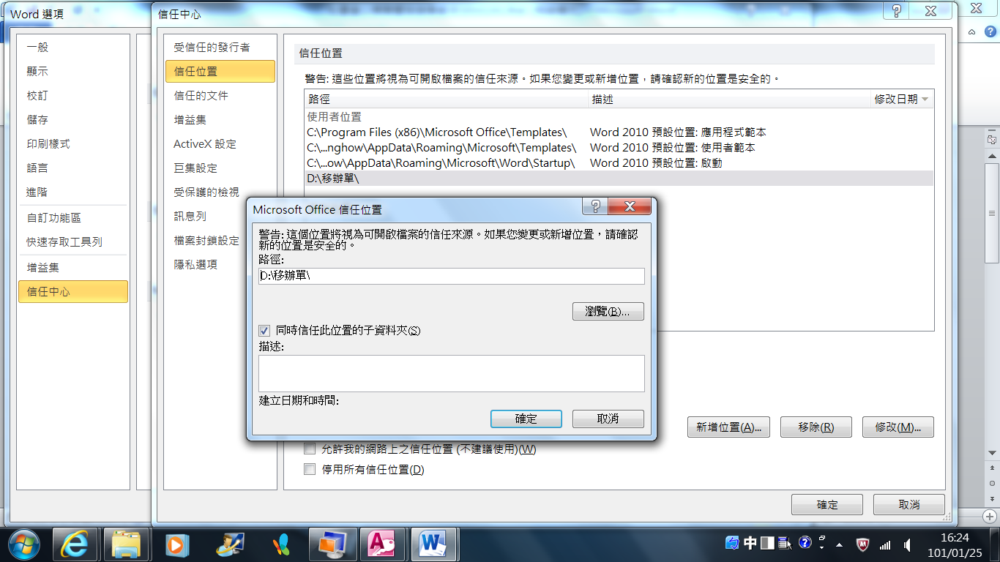 Word 選項
一般
顯示
校訂
儲存
印刷樣式
語言
進階
自訂功能區
快速存取工具列
增益集
信任中心
信任中心
受信任的發行者
信任位置
信任的文件
增益集
ActiveX 設定
巨集設定
受保護的檢視
訊息列
檔案封鎖設定
隱私選項
信任位置
警告: 這些位置將視為可開啟檔案的信任來源。如果您變更或新增位置，請確認新的位置是安全的。
路徑 描述 修改日期
使用者位置
C:\Program Files (x86)\Microsoft Office\Templates\ Word 2010 預設位置: 應用程式範本
C:\...nghow\AppData\Roaming\Microsoft\Templates\ Word 2010 預設位置: 使用者範本
C:\...ow\AppData\Roaming\Microsoft\Word\Startup\ Word 2010 預設位置: 啟動
D:\移辦單\
Microsoft Office 信任位置
警告: 這個位置將視為可開啟檔案的信任來源。如果您變更或新增位置，請確認
新的位置是安全的。
路徑:
D:\移辦單\
瀏覽(B)...
同時信任此位置的子資料夾(S)
描述:
建立日期和時間:
確定 取消
新增位置(A)... 移除(R) 修改(M)...
允許我的網路上之信任位置 (不建議使用)(W)
停用所有信任位置(D)
確定 取消
中
16:24
101/01/25